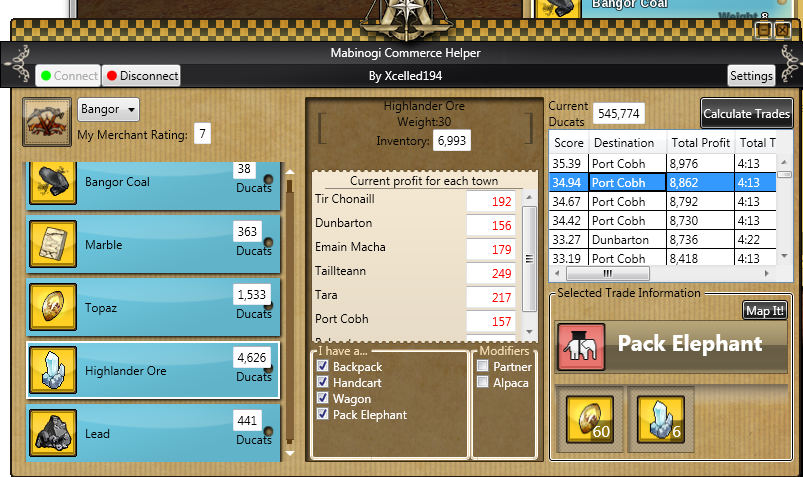 Bangor Coal
Weight 8
Mabinogi Commerce Helper
Connect
Disconnect
By Xcelled194
Settings
Bangor
My Merchant Rating: 7
38
Bangor Coal
Ducats
363
Marble
Ducats
1,533
Topaz
Ducats
4,626
Highlander Ore
Ducats
441
Lead
Ducats
Highlander Ore
Weight:30
Inventory: 6,993
Current profit for each town
Tir Chonaill 192
Dunbarton 156
Emain Macha 179
Taillteann 249
Tara 217
Port Cobh 157
I have a...
Backpack
Handcart
Wagon
Pack Elephant
Modifiers
Partner
Alpaca
Current
Ducats
545,774
Calculate Trades
Score Destination Total Profit Total T
35.39 Port Cobh 8,976 4:13
34.94 Port Cobh 8,862 4:13
34.67 Port Cobh 8,792 4:13
34.42 Port Cobh 8,730 4:13
33.27 Dunbarton 8,736 4:22
33.19 Port Cobh 8,418 4:13
Selected Trade Information
Map It!
Pack Elephant
60
6